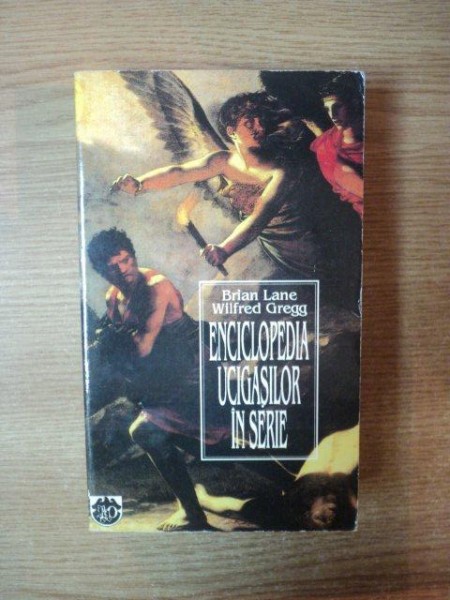 Brian Lane
Wilfred Gregg
ENCICLOPEDIA
UCIGAŞILOR
ÎN SERIE